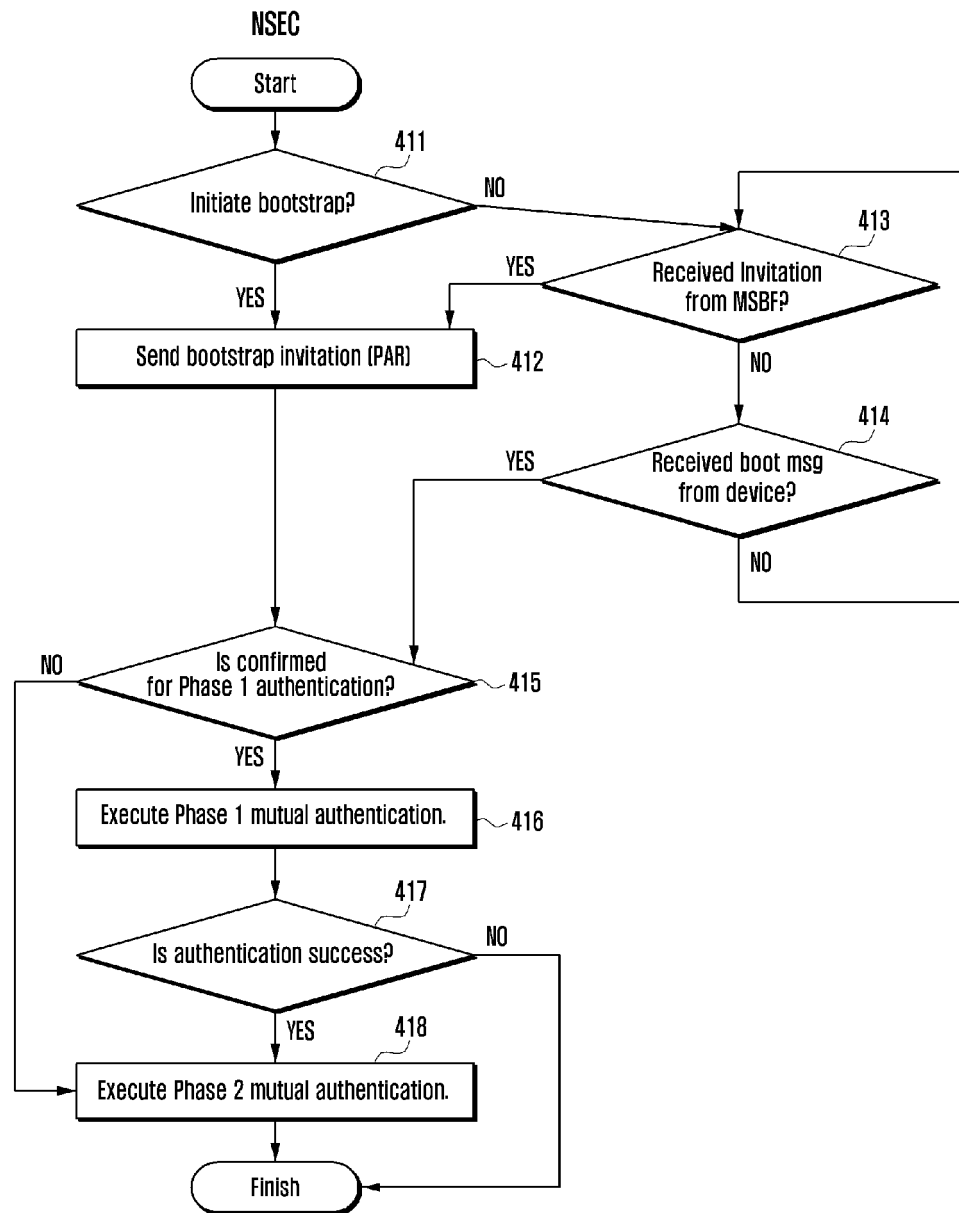 NSEC
Start
411
Initiate bootstrap?
NO
413
YES
Received Invitation
from MSBF?
YES
Send bootstrap invitation (PAR)
412
NO
414
YES
Received boot msg
from device?
NO
NO
Is confirmed
for Phase 1 authentication?
415
YES
Execute Phase 1 mutual authentication.
416
417
Is authentication success?
NO
YES
418
Execute Phase 2 mutual authentication.
Finish